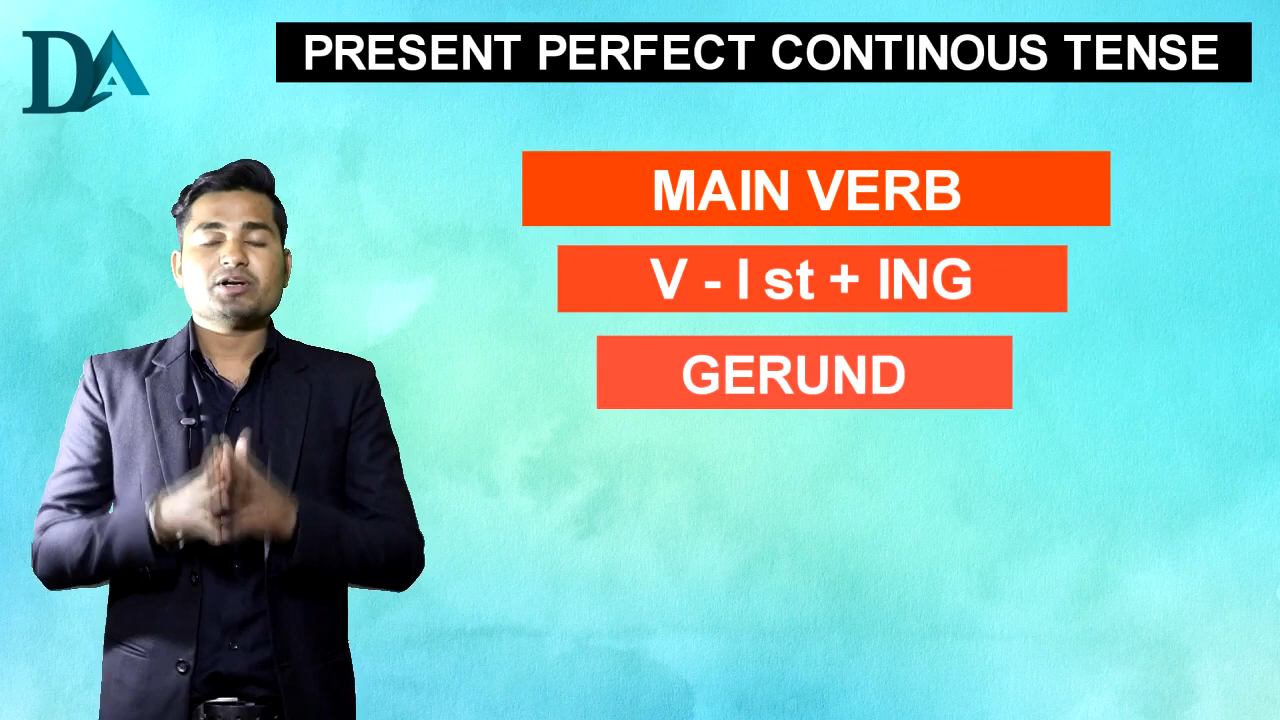 DA
PRESENT PERFECT CONTINOUS TENSE
MAIN VERB
V - I st + ING
GERUND